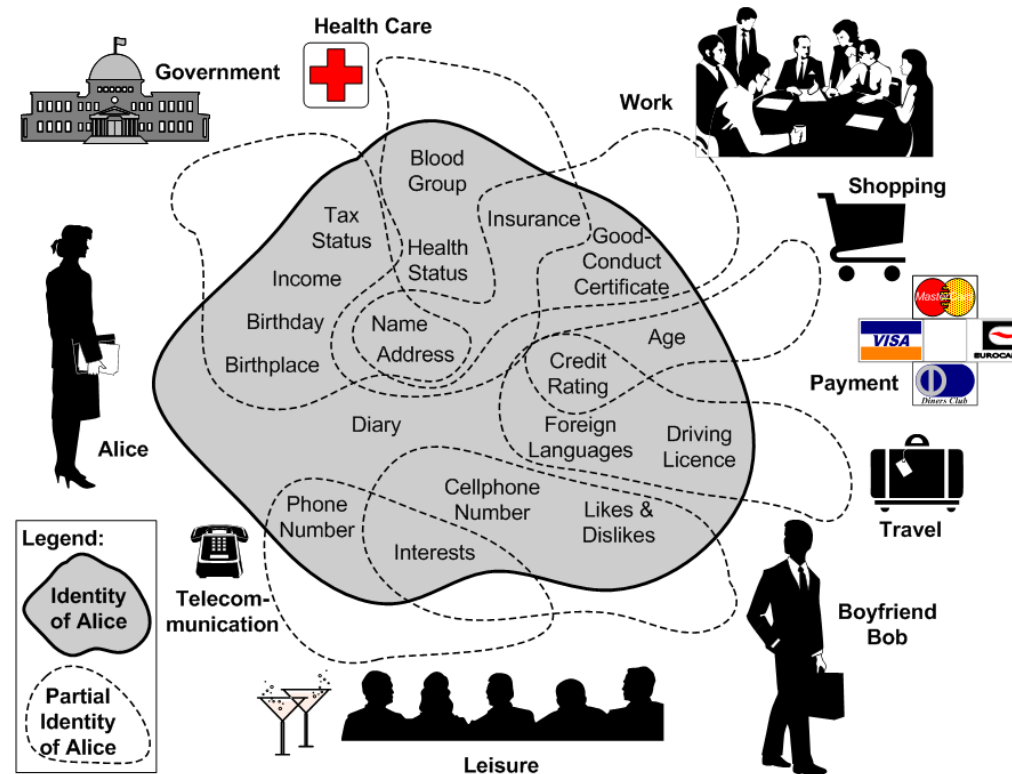 Health Care
Government
Work
Shopping
Blood
Group
Insurance
Tax
Status
Good-
Conduct
Certificate
Health
Status
Income
MasterCard
Birthday
Name
Address
Age
VISA
EUROCAR
Birthplace
Credit
Rating
Payment
Diners Club
Diary
Foreign
Languages
Driving
Licence
Alice
Cellphone
Number
Phone
Number
Likes &
Dislikes
Travel
Interests
Legend:
Identity
of Alice
Telecom-
munication
Boyfriend
Bob
Partial
Identity
of Alice
Leisure